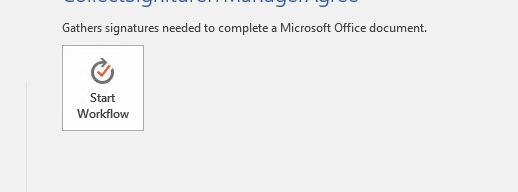 Gathers signatures needed to complete a Microsoft Office document.
Start
Workflow